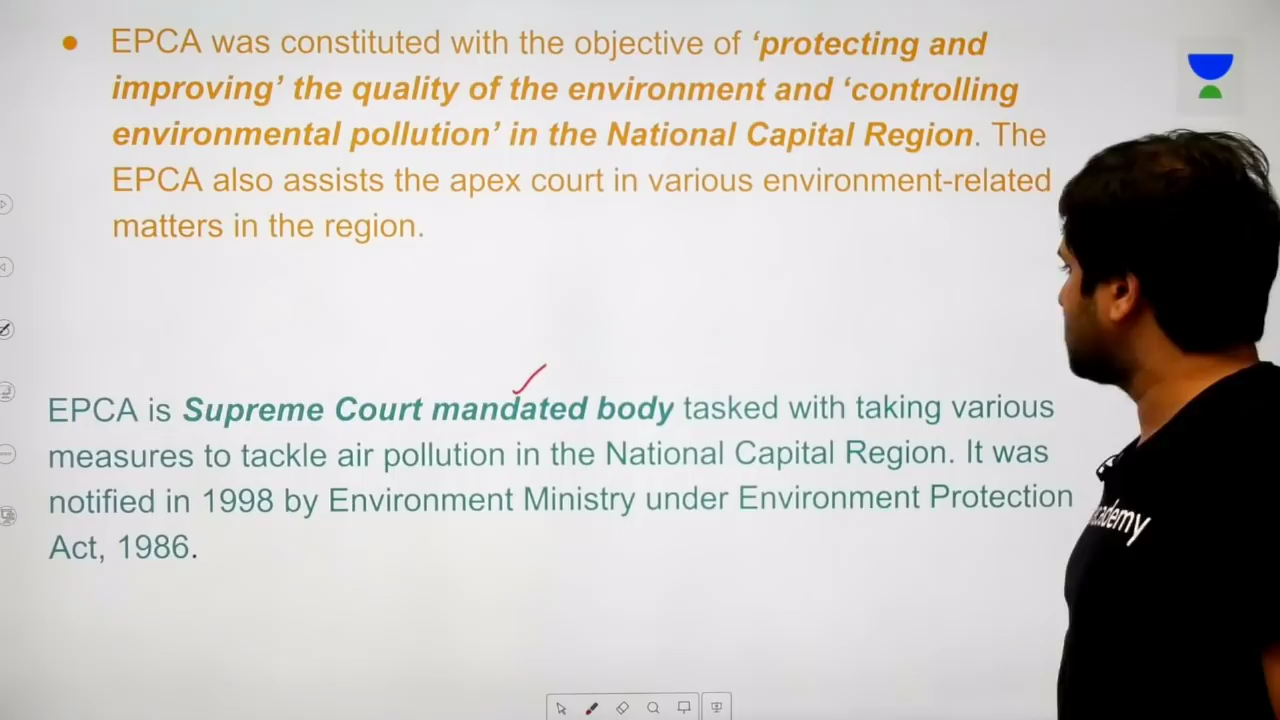 EPCA was constituted with the objective of ‘protecting and
improving’ the quality of the environment and ‘controlling
environmental pollution’ in the National Capital Region. The
EPCA also assists the apex court in various environment-related
matters in the region.
EPCA is Supreme Court mandated body tasked with taking various
measures to tackle air pollution in the National Capital Region. It was
notified in 1998 by Environment Ministry under Environment Protection
Act, 1986.
ademy